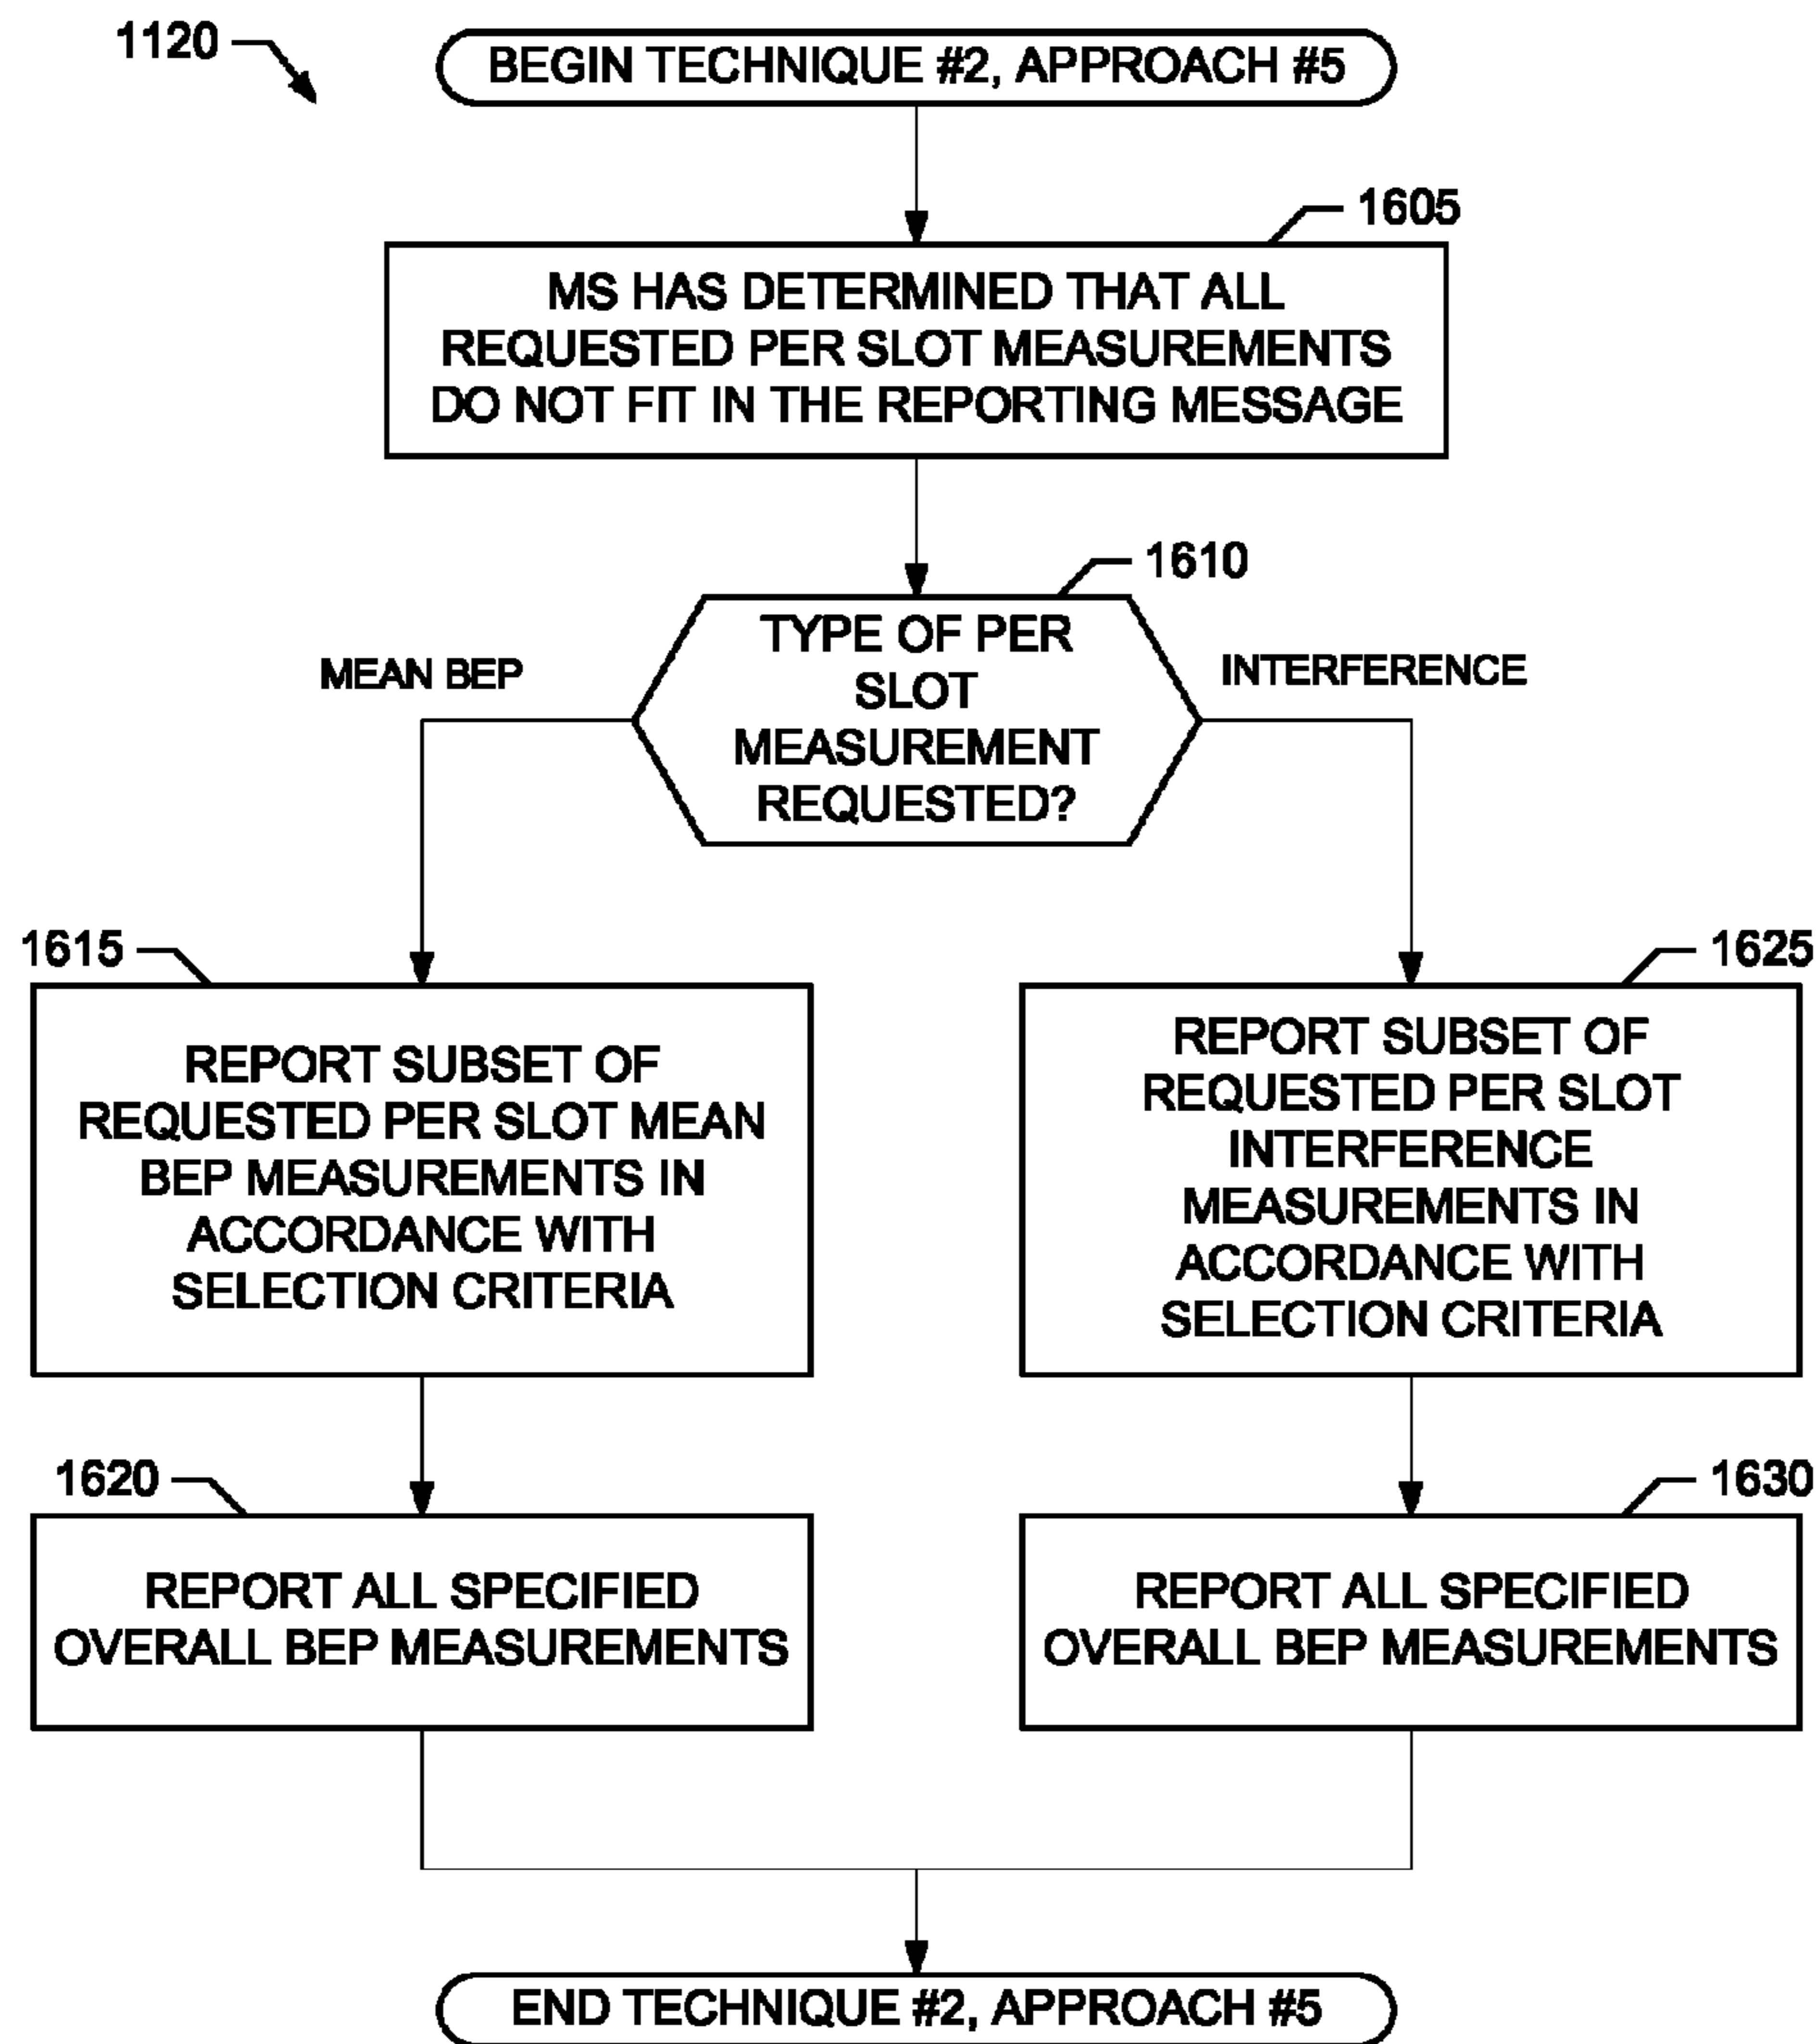 1120
BEGIN TECHNIQUE #2, APPROACH #5
1605
MS HAS DETERMINED THAT ALL
REQUESTED PER SLOT MEASUREMENTS
DO NOT FIT IN THE REPORTING MESSAGE
1610
TYPE OF PER
SLOT
MEASUREMENT
REQUESTED?
MEAN BEP
INTERFERENCE
1615
REPORT SUBSET OF
REQUESTED PER SLOT MEAN
BEP MEASUREMENTS IN
ACCORDANCE WITH
SELECTION CRITERIA
1625
REPORT SUBSET OF
REQUESTED PER SLOT
INTERFERENCE
MEASUREMENTS IN
ACCORDANCE WITH
SELECTION CRITERIA
1620
REPORT ALL SPECIFIED
OVERALL BEP MEASUREMENTS
1630
REPORT ALL SPECIFIED
OVERALL BEP MEASUREMENTS
END TECHNIQUE #2, APPROACH #5